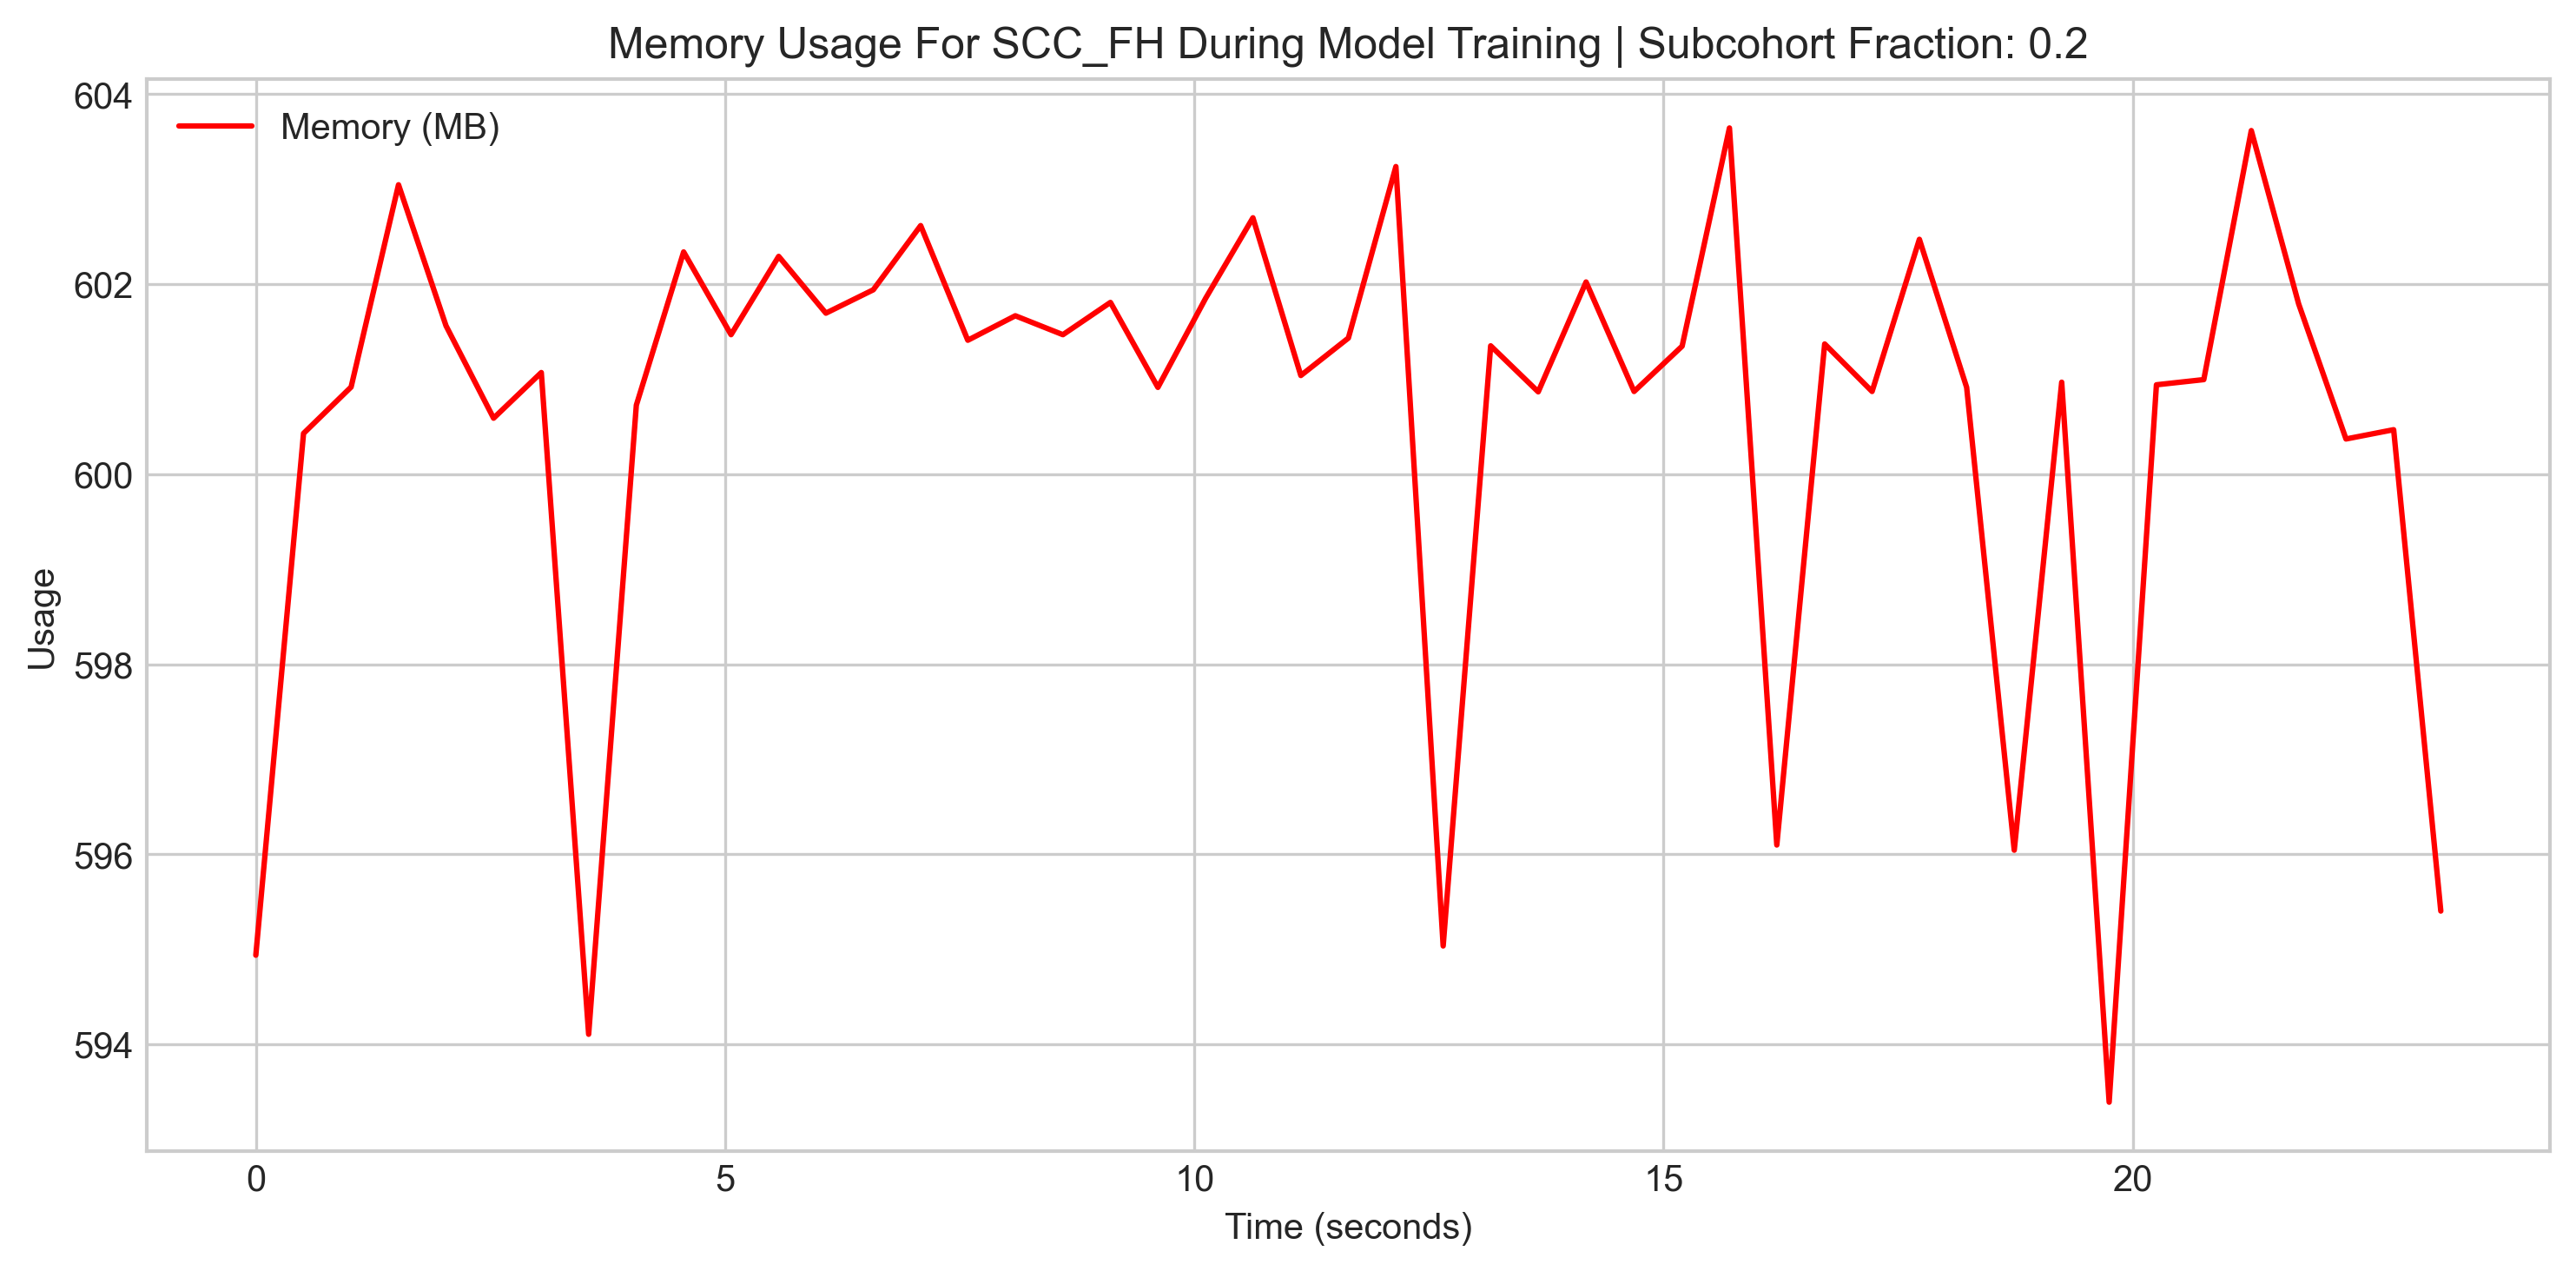 Memory Usage For SCC_FH During Model Training | Subcohort Fraction: 0.2
Memory (MB)
604
602
600
598
596
594
Usage
0 5 10 15 20
Time (seconds)